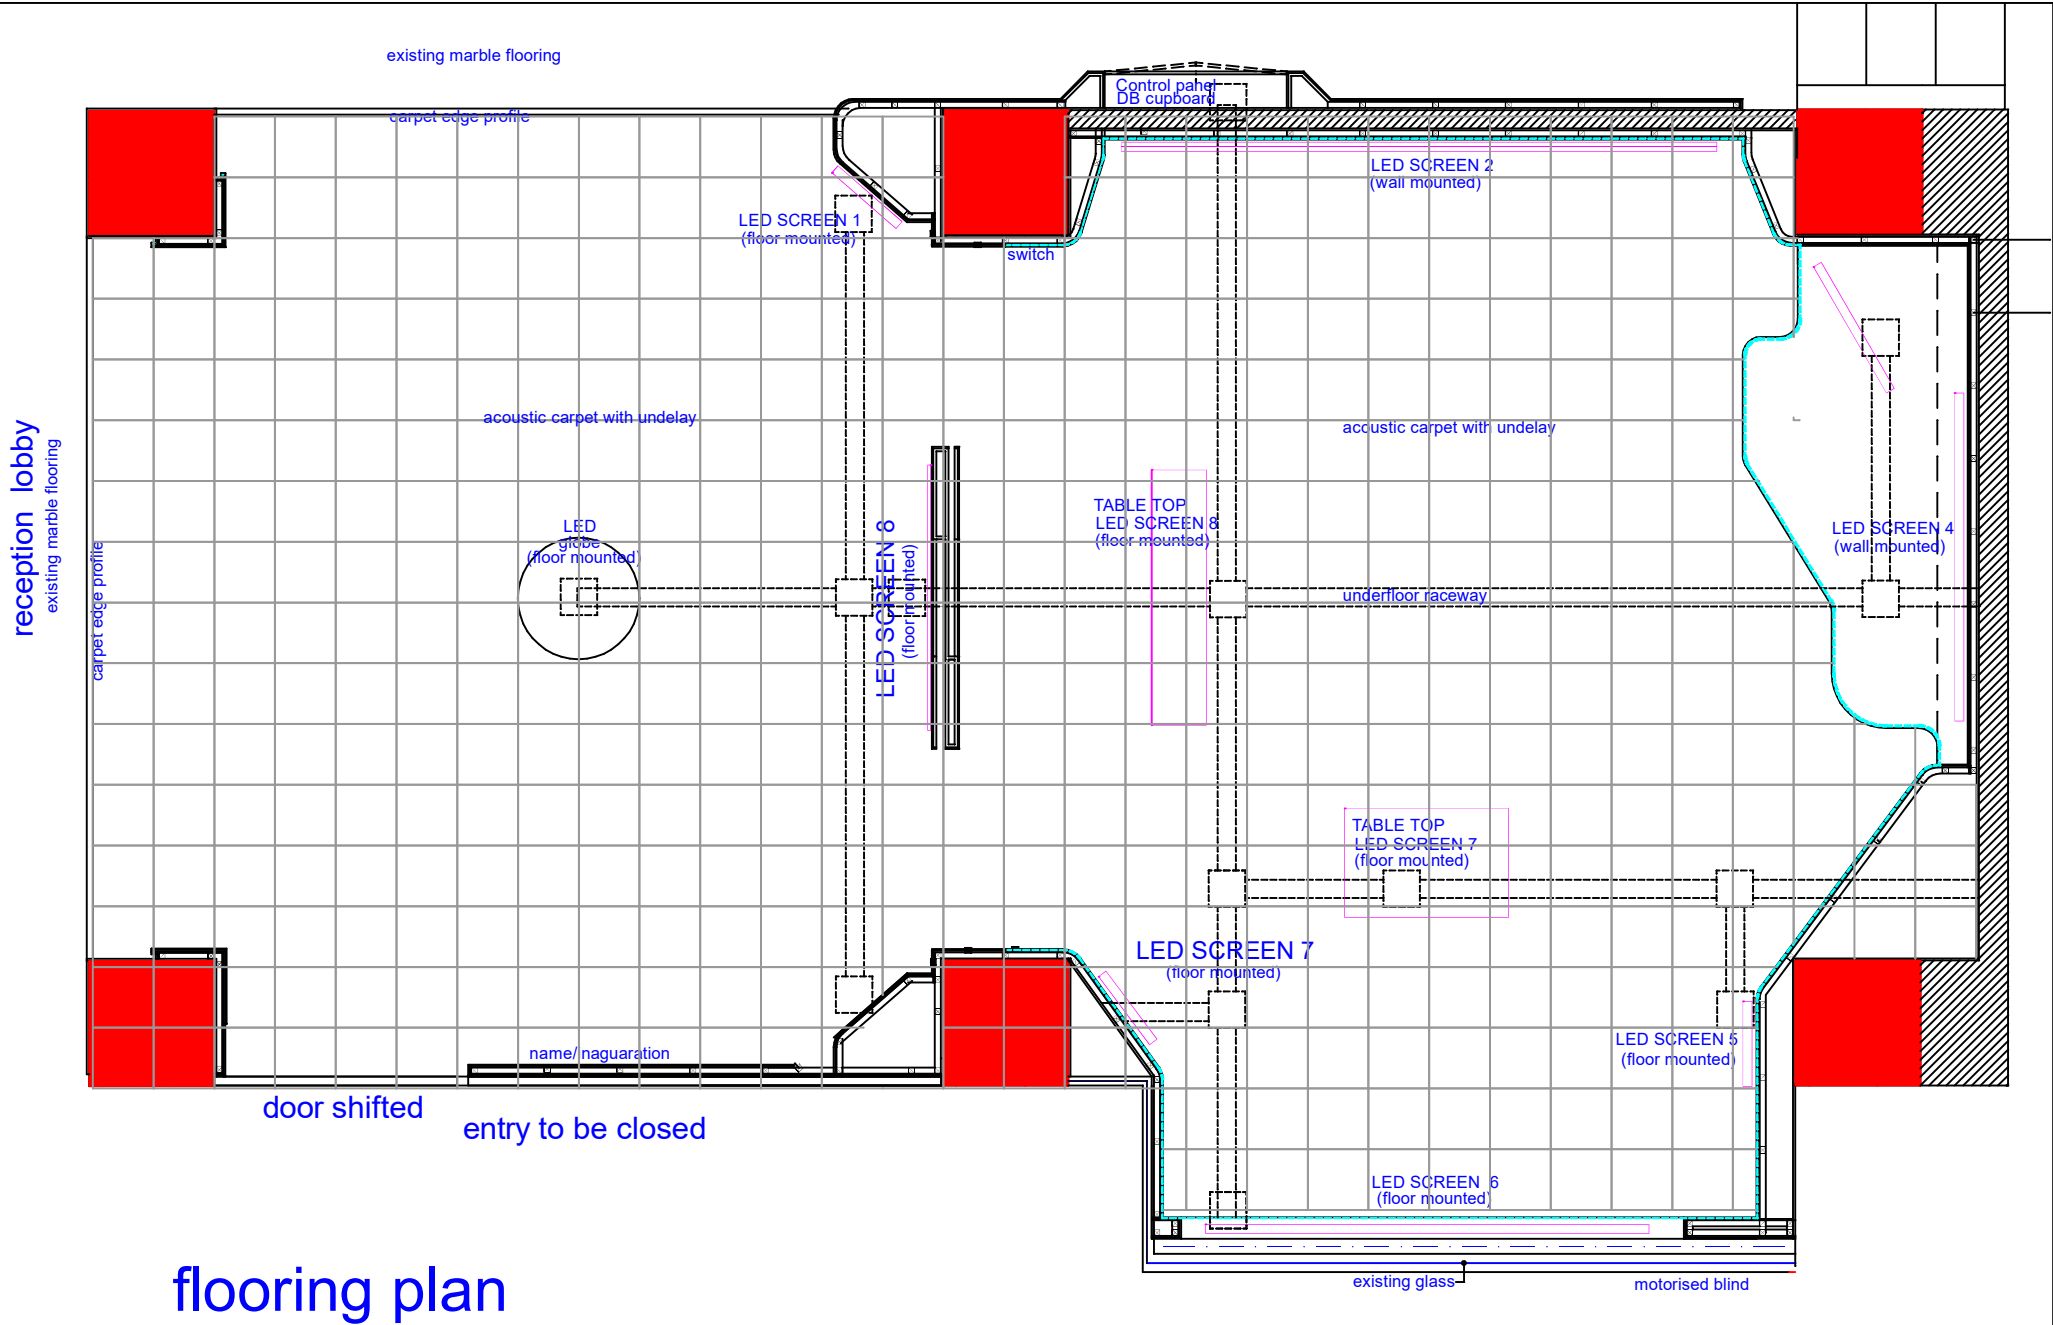 existing marble flooring
Control panel
DB cupboard
carpet edge profile
LED SCREEN 2
(wall mounted)
LED SCREEN 1
(floor mounted)
switch
acoustic carpet with undelay
acoustic carpet with undelay
reception lobby
existing marble flooring
carpet edge profile
LED
globe
(floor mounted)
LED SCREEN 8
(floor mounted)
TABLE TOP
LED SCREEN 8
(floor mounted)
LED SCREEN 4
(wall mounted)
underfloor raceway
TABLE TOP
LED SCREEN 7
(floor mounted)
LED SCREEN 7
(floor mounted)
LED SCREEN 5
(floor mounted)
name/ naguaration
door shifted
entry to be closed
LED SCREEN 6
(floor mounted)
existing glass
motorised blind
flooring plan